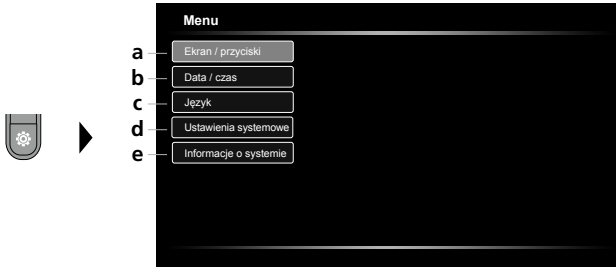 Menu
a Ekran / przyciski
b Data / czas
c Język
d Ustawienia systemowe
e Informacje o systemie